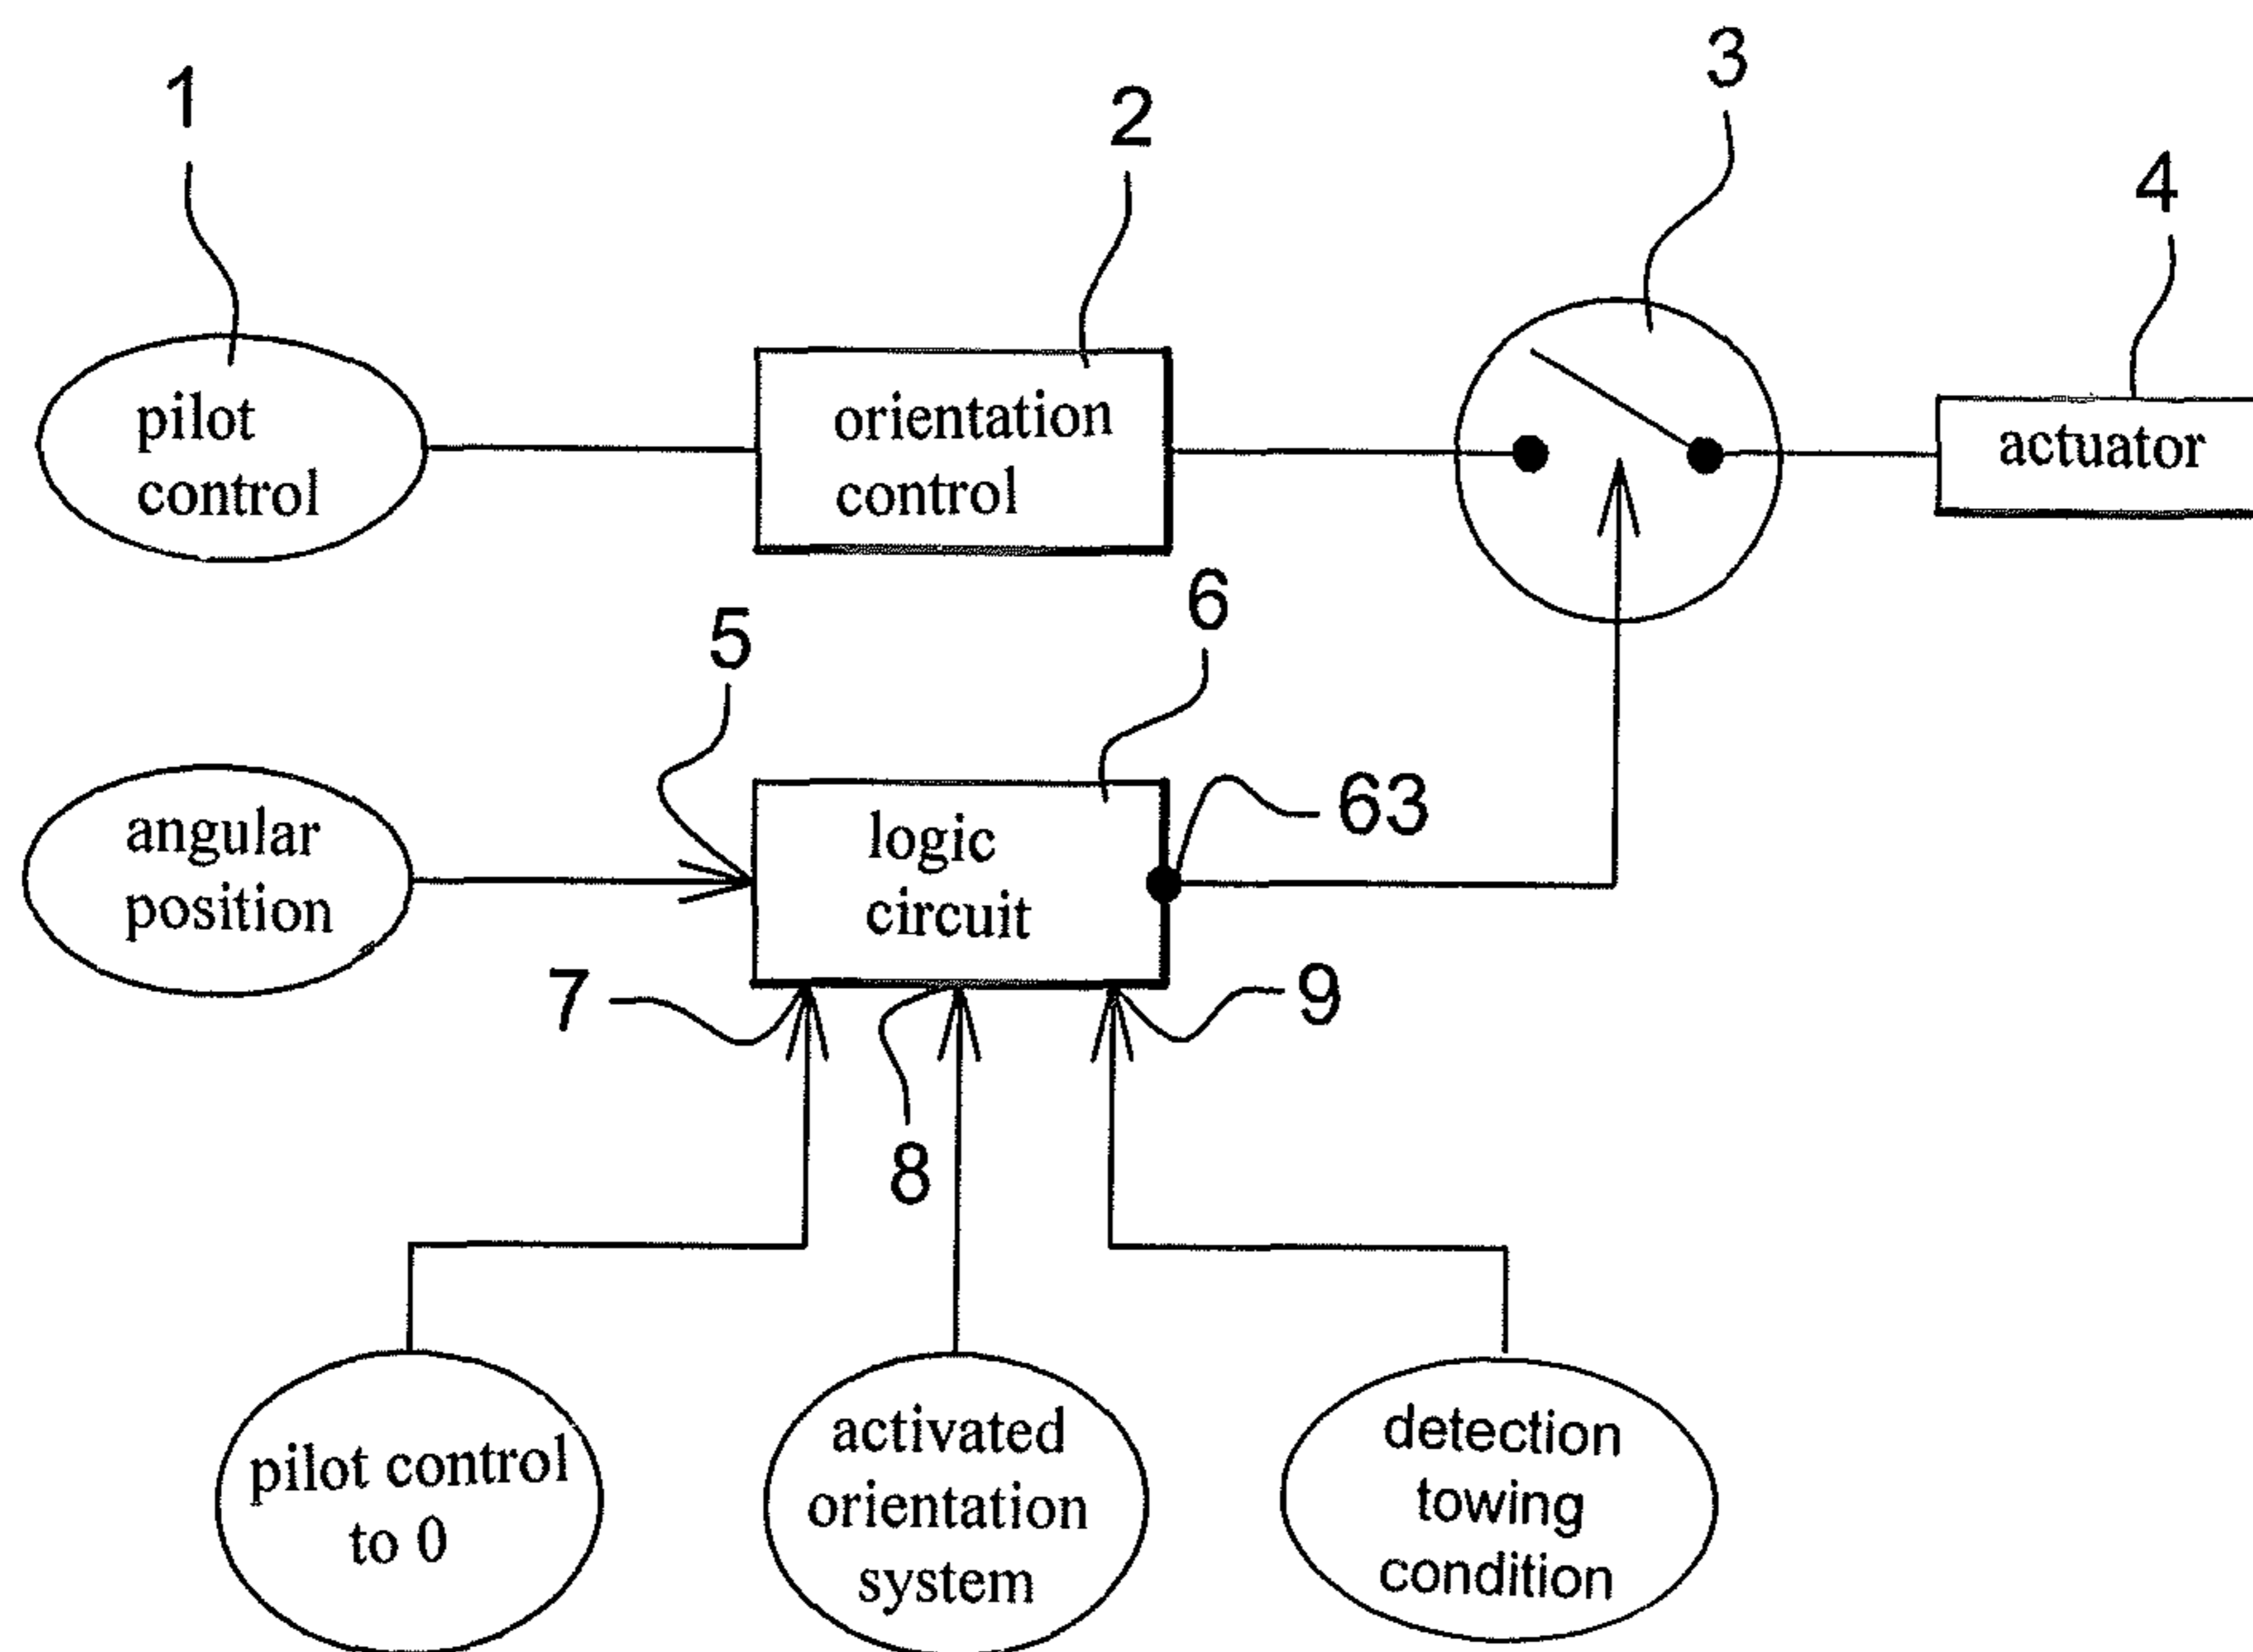 1
2
3
4
pilot
control
orientation
control
actuator
5
6
63
angular
position
logic
circuit
7
8
9
pilot control
to 0
activated
orientation
system
detection
towing
condition